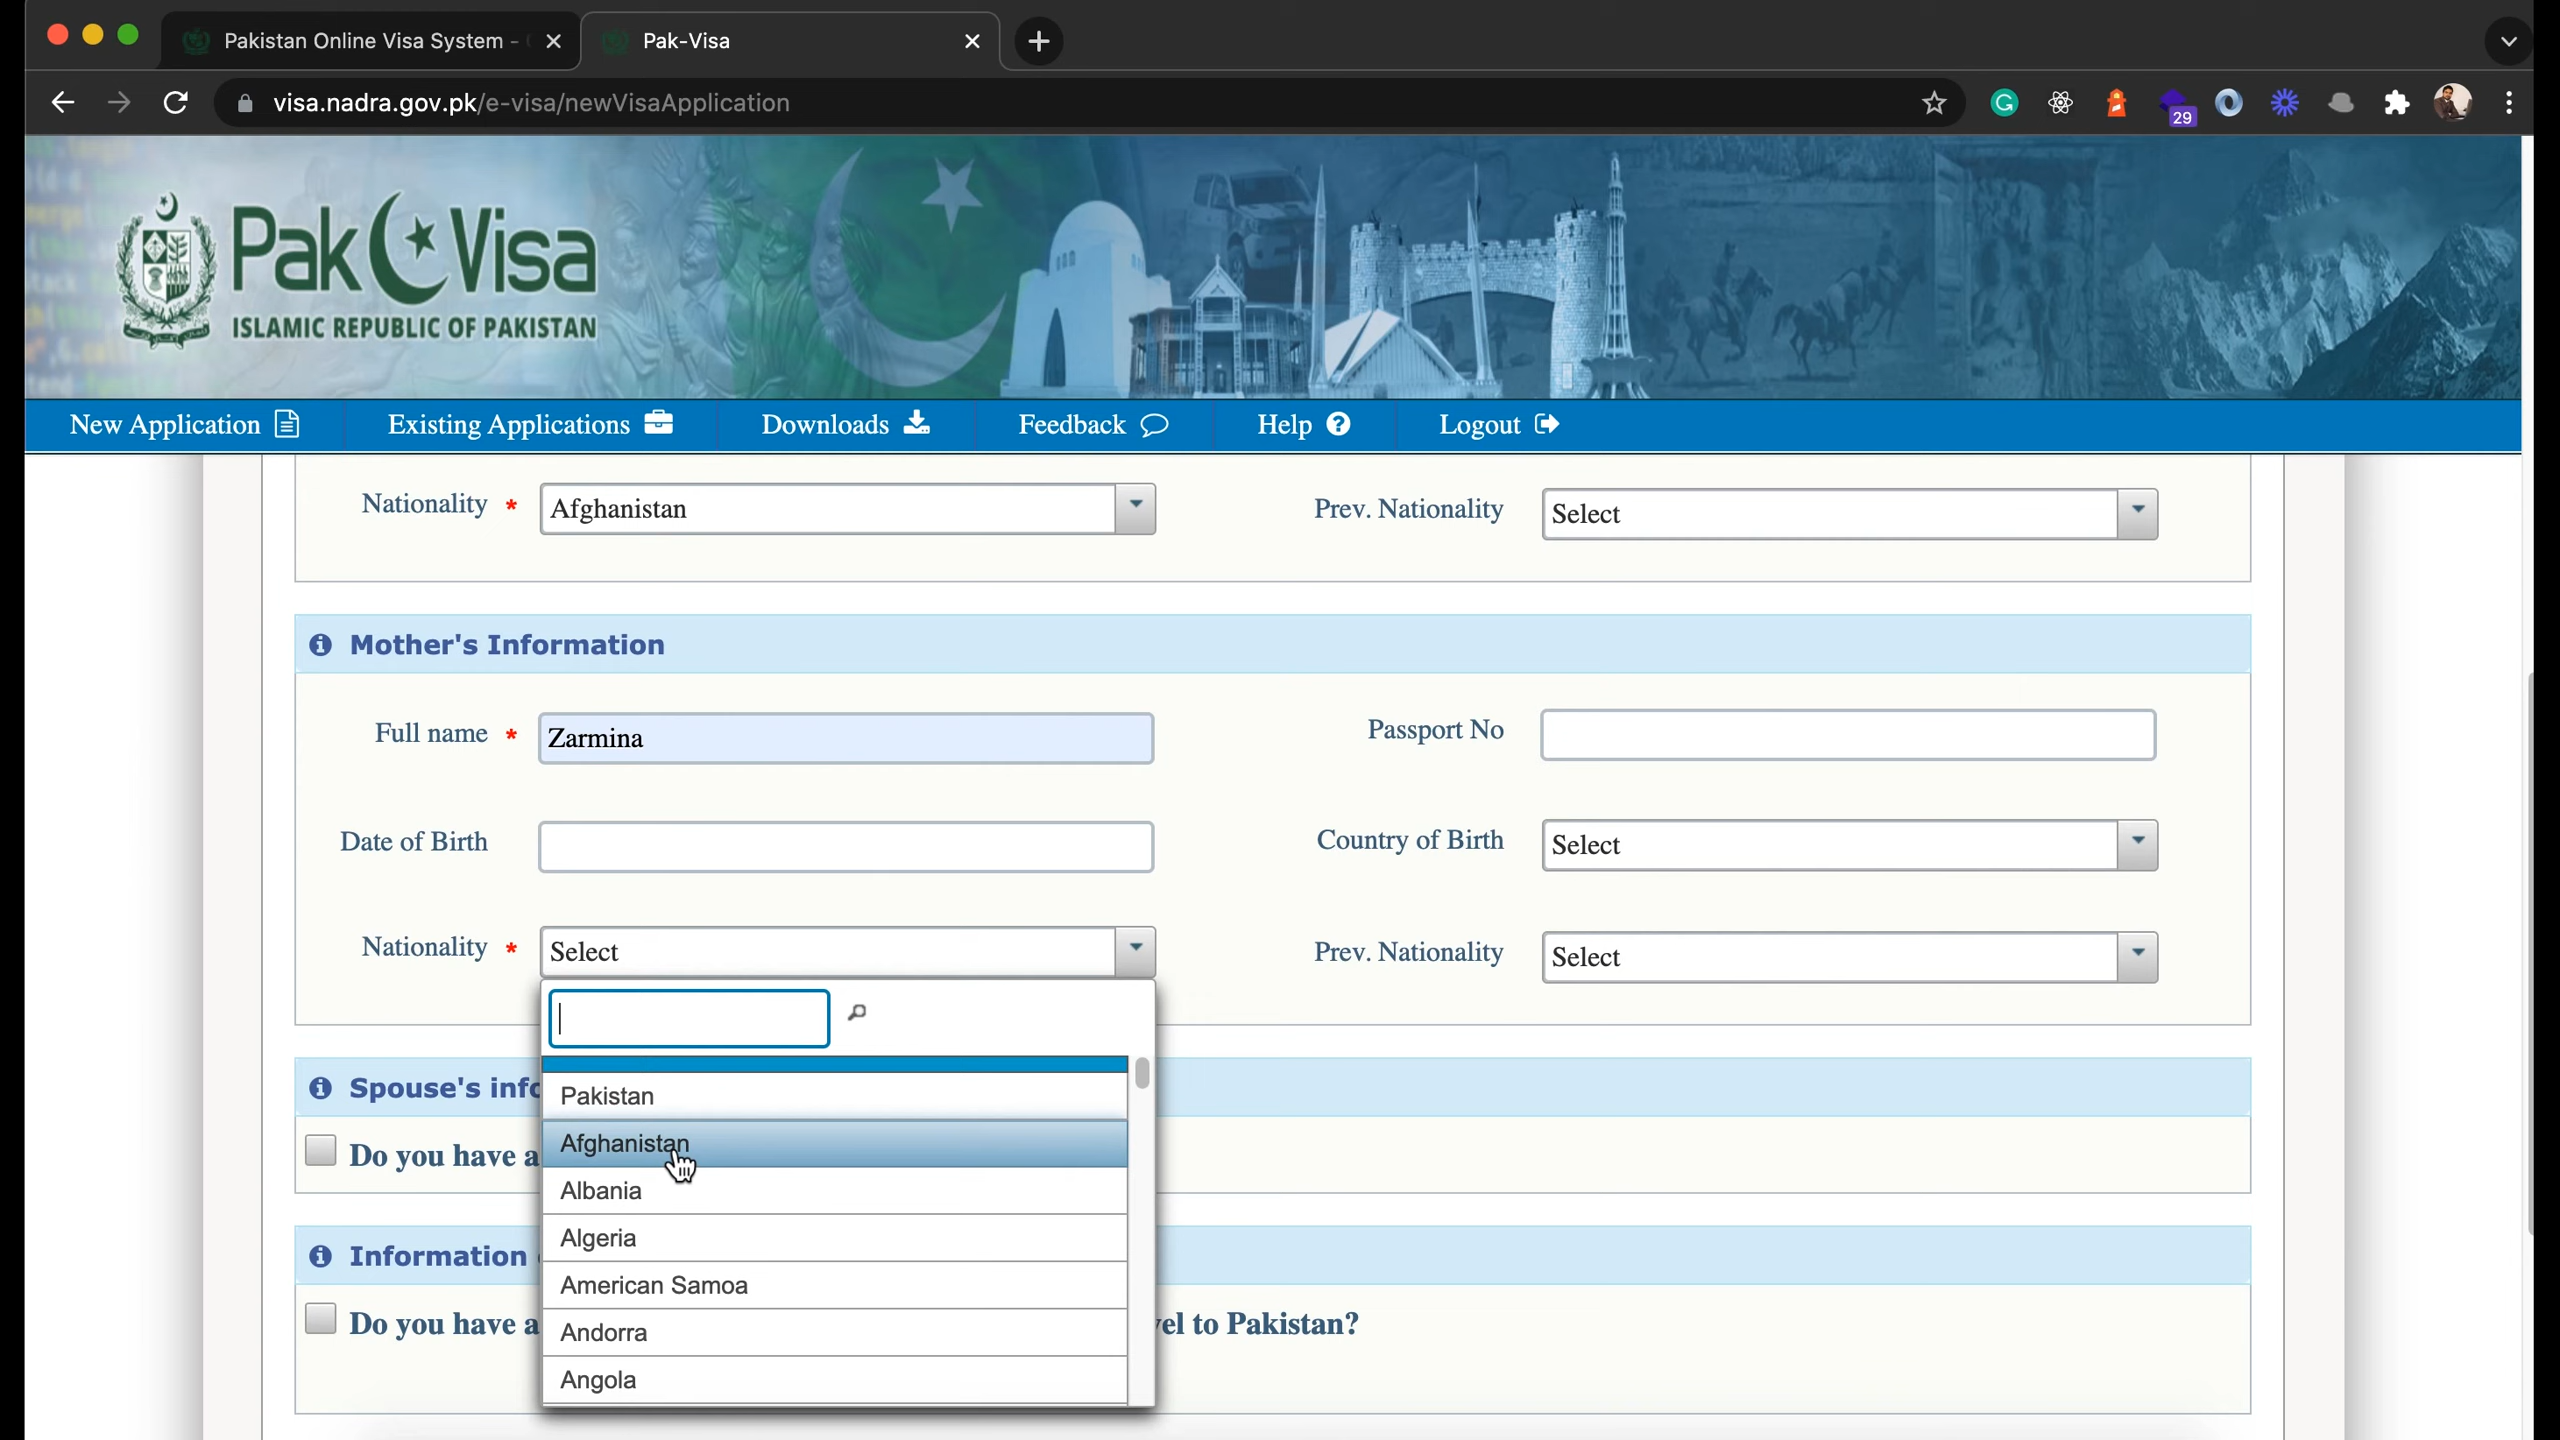 Pakistan Online Visa System -
Pak-Visa
visa.nadra.gov.pk/e-visa/newVisaApplication
29
Pak Visa
ISLAMIC REPUBLIC OF PAKISTAN
New Application
Existing Applications
Downloads
Feedback
Help
Logout
Nationality * Afghanistan
Prev. Nationality Select
Mother's Information
Full name * Zarmina
Passport No
Date of Birth
Country of Birth Select
Nationality * Select
Prev. Nationality Select
Pakistan
Afghanistan
Albania
Algeria
American Samoa
Andorra
Angola
Spouse's info
Do you have a
Information
Do you have a
vel to Pakistan?